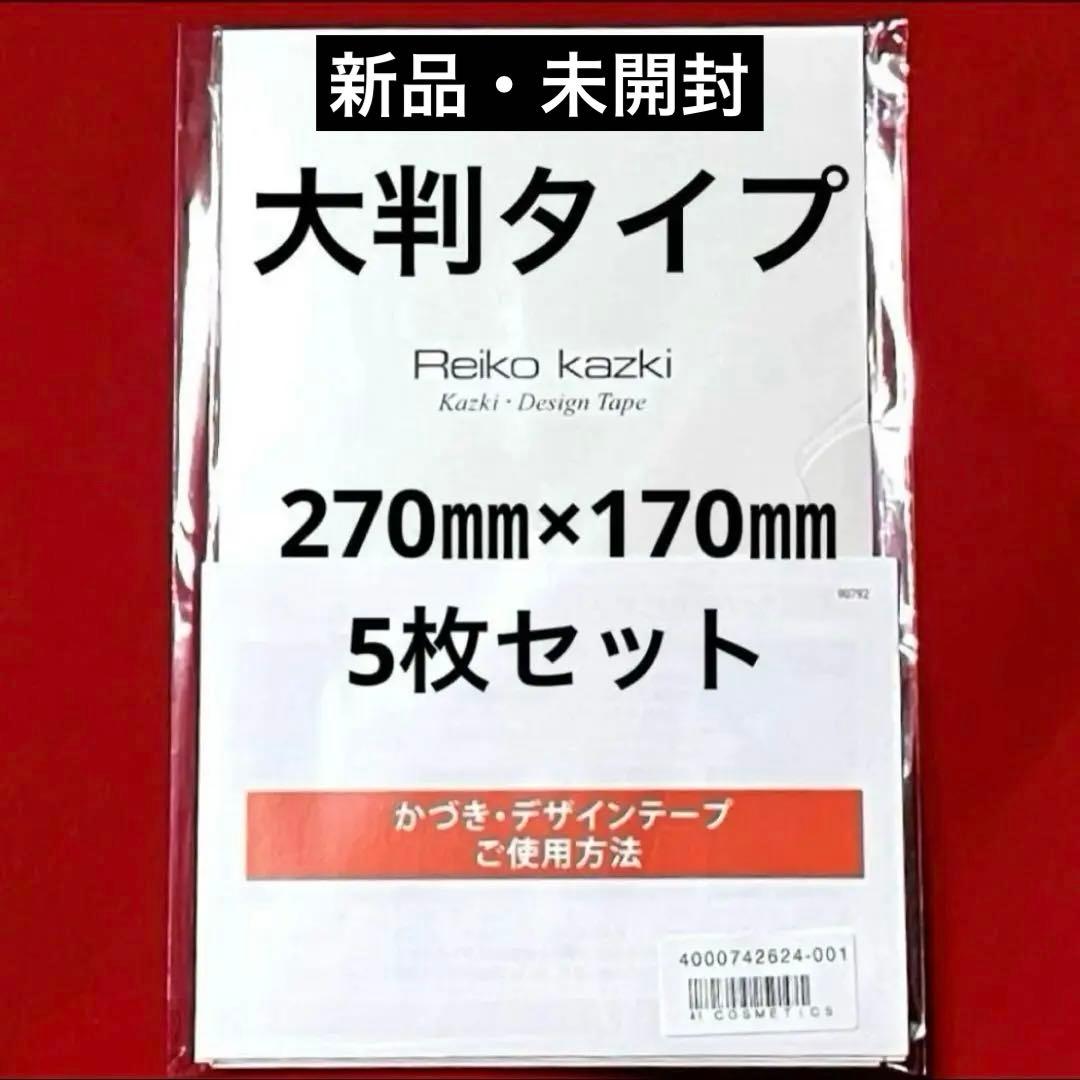 新品・未開封
大判タイプ
Reiko kazki
Kazki・Design Tape
270㎜×170㎜
5枚セット
かづき・デザインテープ
ご使用方法
4000742624-001